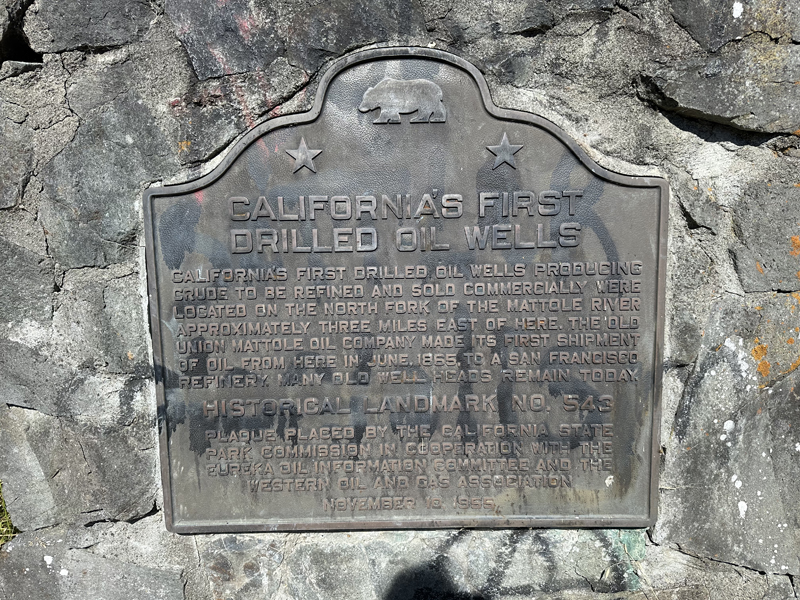 CALIFORNIA'S FIRST
DRILLED OIL WELLS
CALIFORNIA'S FIRST DRILLED OIL WELLS PRODUCING
CRUDE TO BE REFINED AND SOLD COMMERCIALLY WERE
LOCATED ON THE NORTH FORK OF THE MATTOLE RIVER
APPROXIMATELY THREE MILES EAST OF HERE. THE OLD
UNION MATTOLE OIL COMPANY MADE ITS FIRST SHIPMENT
OF OIL FROM HERE IN JUNE, 1865, TO A SAN FRANCISCO
REFINERY. MANY OLD WELL HEADS REMAIN TODAY.
HISTORICAL LANDMARK NO. 543
PLAQUE PLACED BY THE CALIFORNIA STATE
PARK COMMISSION IN COOPERATION WITH THE
EUREKA OIL INFORMATION COMMITTEE AND THE
WESTERN OIL AND GAS ASSOCIATION
NOVEMBER